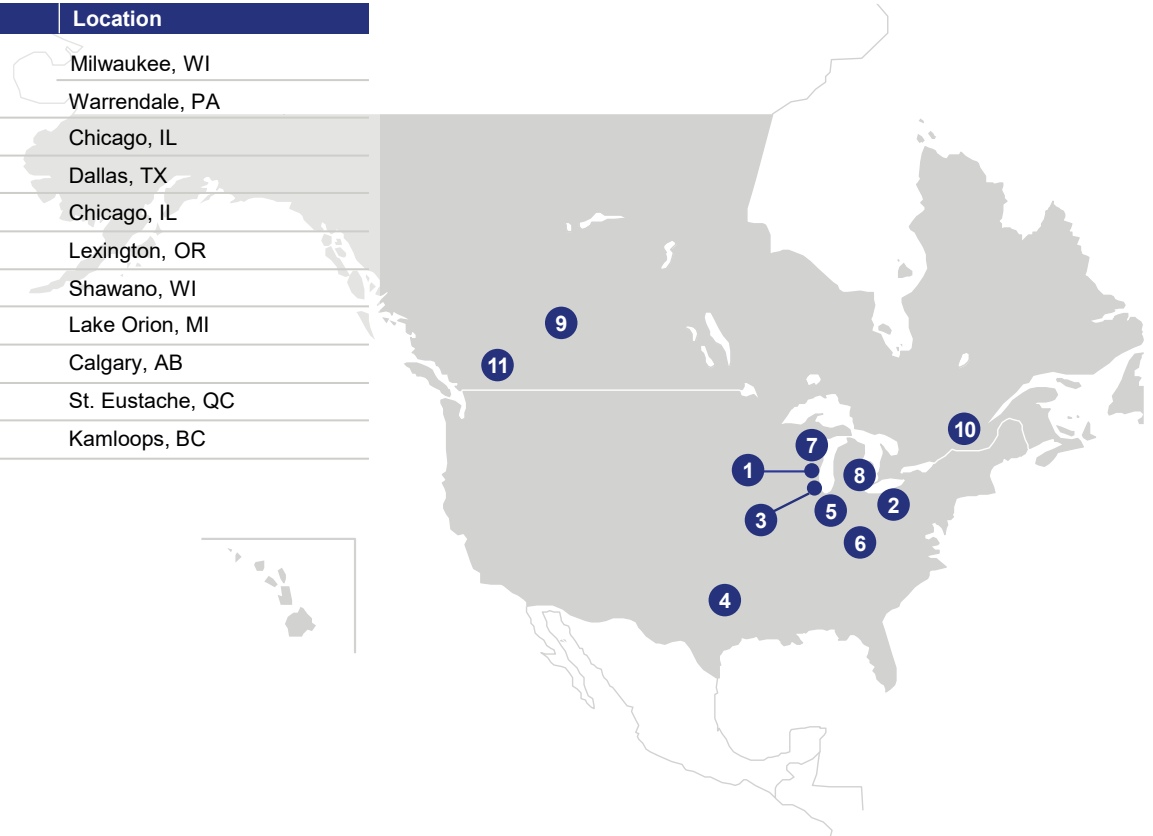 Location
Milwaukee, WI
Warrendale, PA
Chicago, IL
Dallas, TX
Chicago, IL
Lexington, OR
Shawano, WI
Lake Orion, MI
Calgary, AB
St. Eustache, QC
Kamloops, BC
9
11
10
7
1
8
2
3
5
6
4